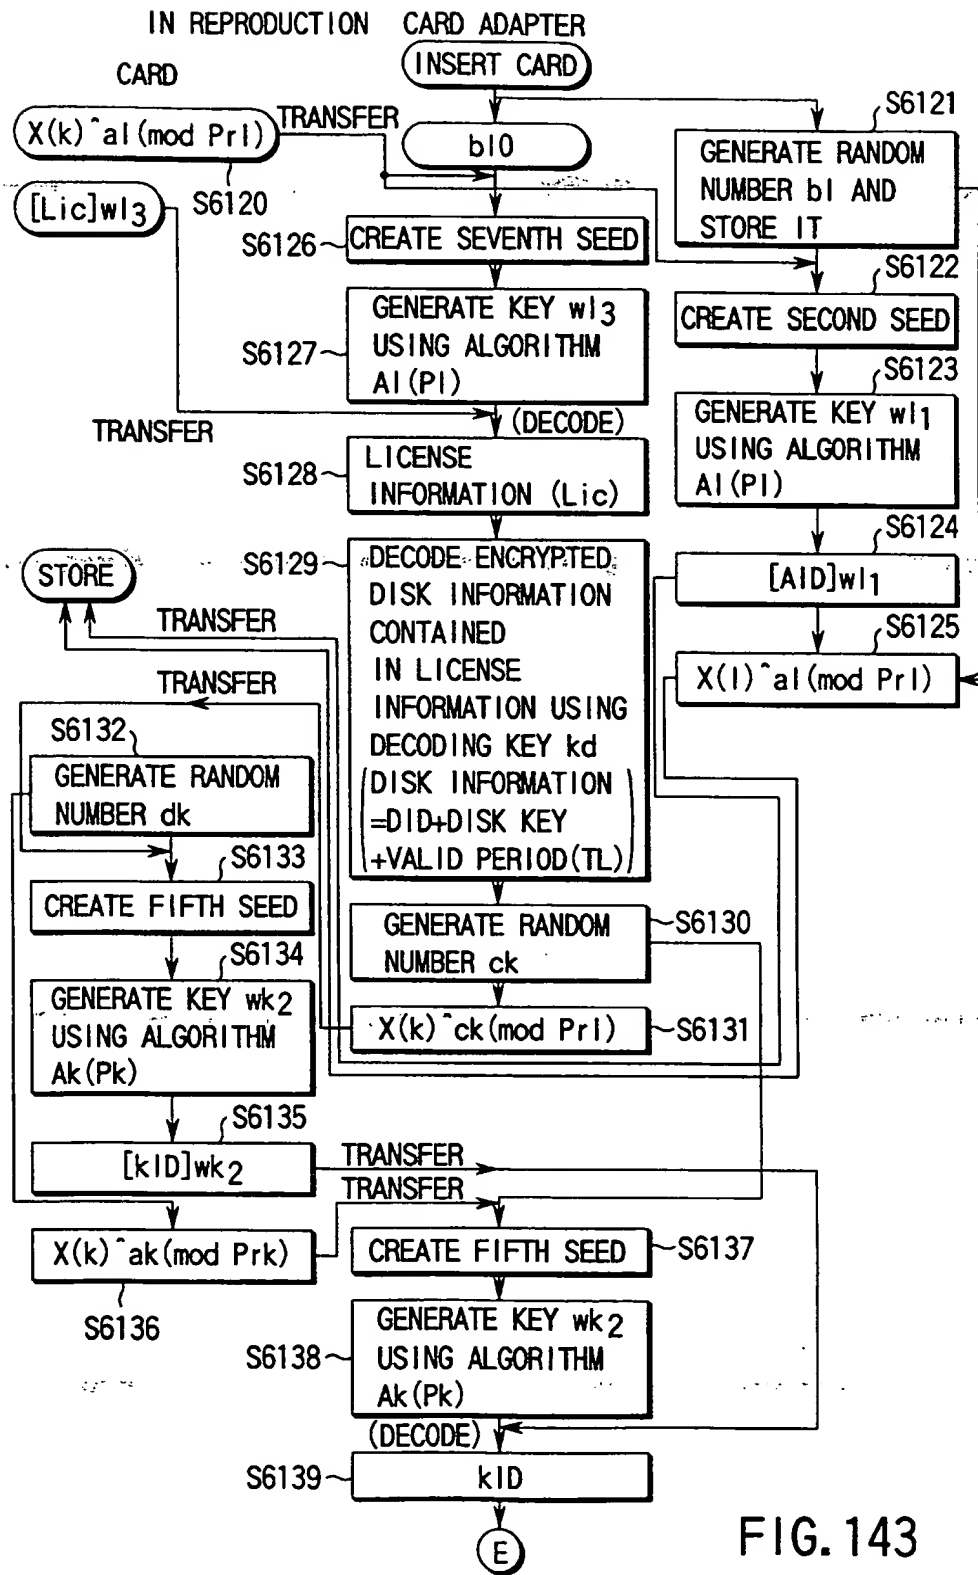 IN REPRODUCTION CARD ADAPTER
INSERT CARD
CARD
X(k)^al(mod Prl)
TRANSFER
S6120
bl0
S6121
GENERATE RANDOM
NUMBER bl AND
STORE IT
[Lic]wl3
S6126
CREATE SEVENTH SEED
S6122
CREATE SECOND SEED
S6127
GENERATE KEY wl3
USING ALGORITHM
Al(Pl)
S6123
GENERATE KEY wl1
USING ALGORITHM
Al(Pl)
TRANSFER
(DECODE)
S6128
LICENSE
INFORMATION (Lic)
S6124
[AID]wl1
S6125
X(l)^al(mod Prl)
STORE
TRANSFER
TRANSFER
S6129
DECODE ENCRYPTED
DISK INFORMATION
CONTAINED
IN LICENSE
INFORMATION USING
DECODING KEY kd
(DISK INFORMATION
=DID+DISK KEY
+VALID PERIOD(TL))
S6132
GENERATE RANDOM
NUMBER dk
S6133
CREATE FIFTH SEED
S6130
GENERATE RANDOM
NUMBER ck
S6134
GENERATE KEY wk2
USING ALGORITHM
Ak(Pk)
X(k)^ck(mod Prl)
S6131
S6135
[kID]wk2
TRANSFER
TRANSFER
X(k)^ak(mod Prk)
S6136
CREATE FIFTH SEED
S6137
S6138
GENERATE KEY wk2
USING ALGORITHM
Ak(Pk)
(DECODE)
S6139
kID
E
FIG. 143